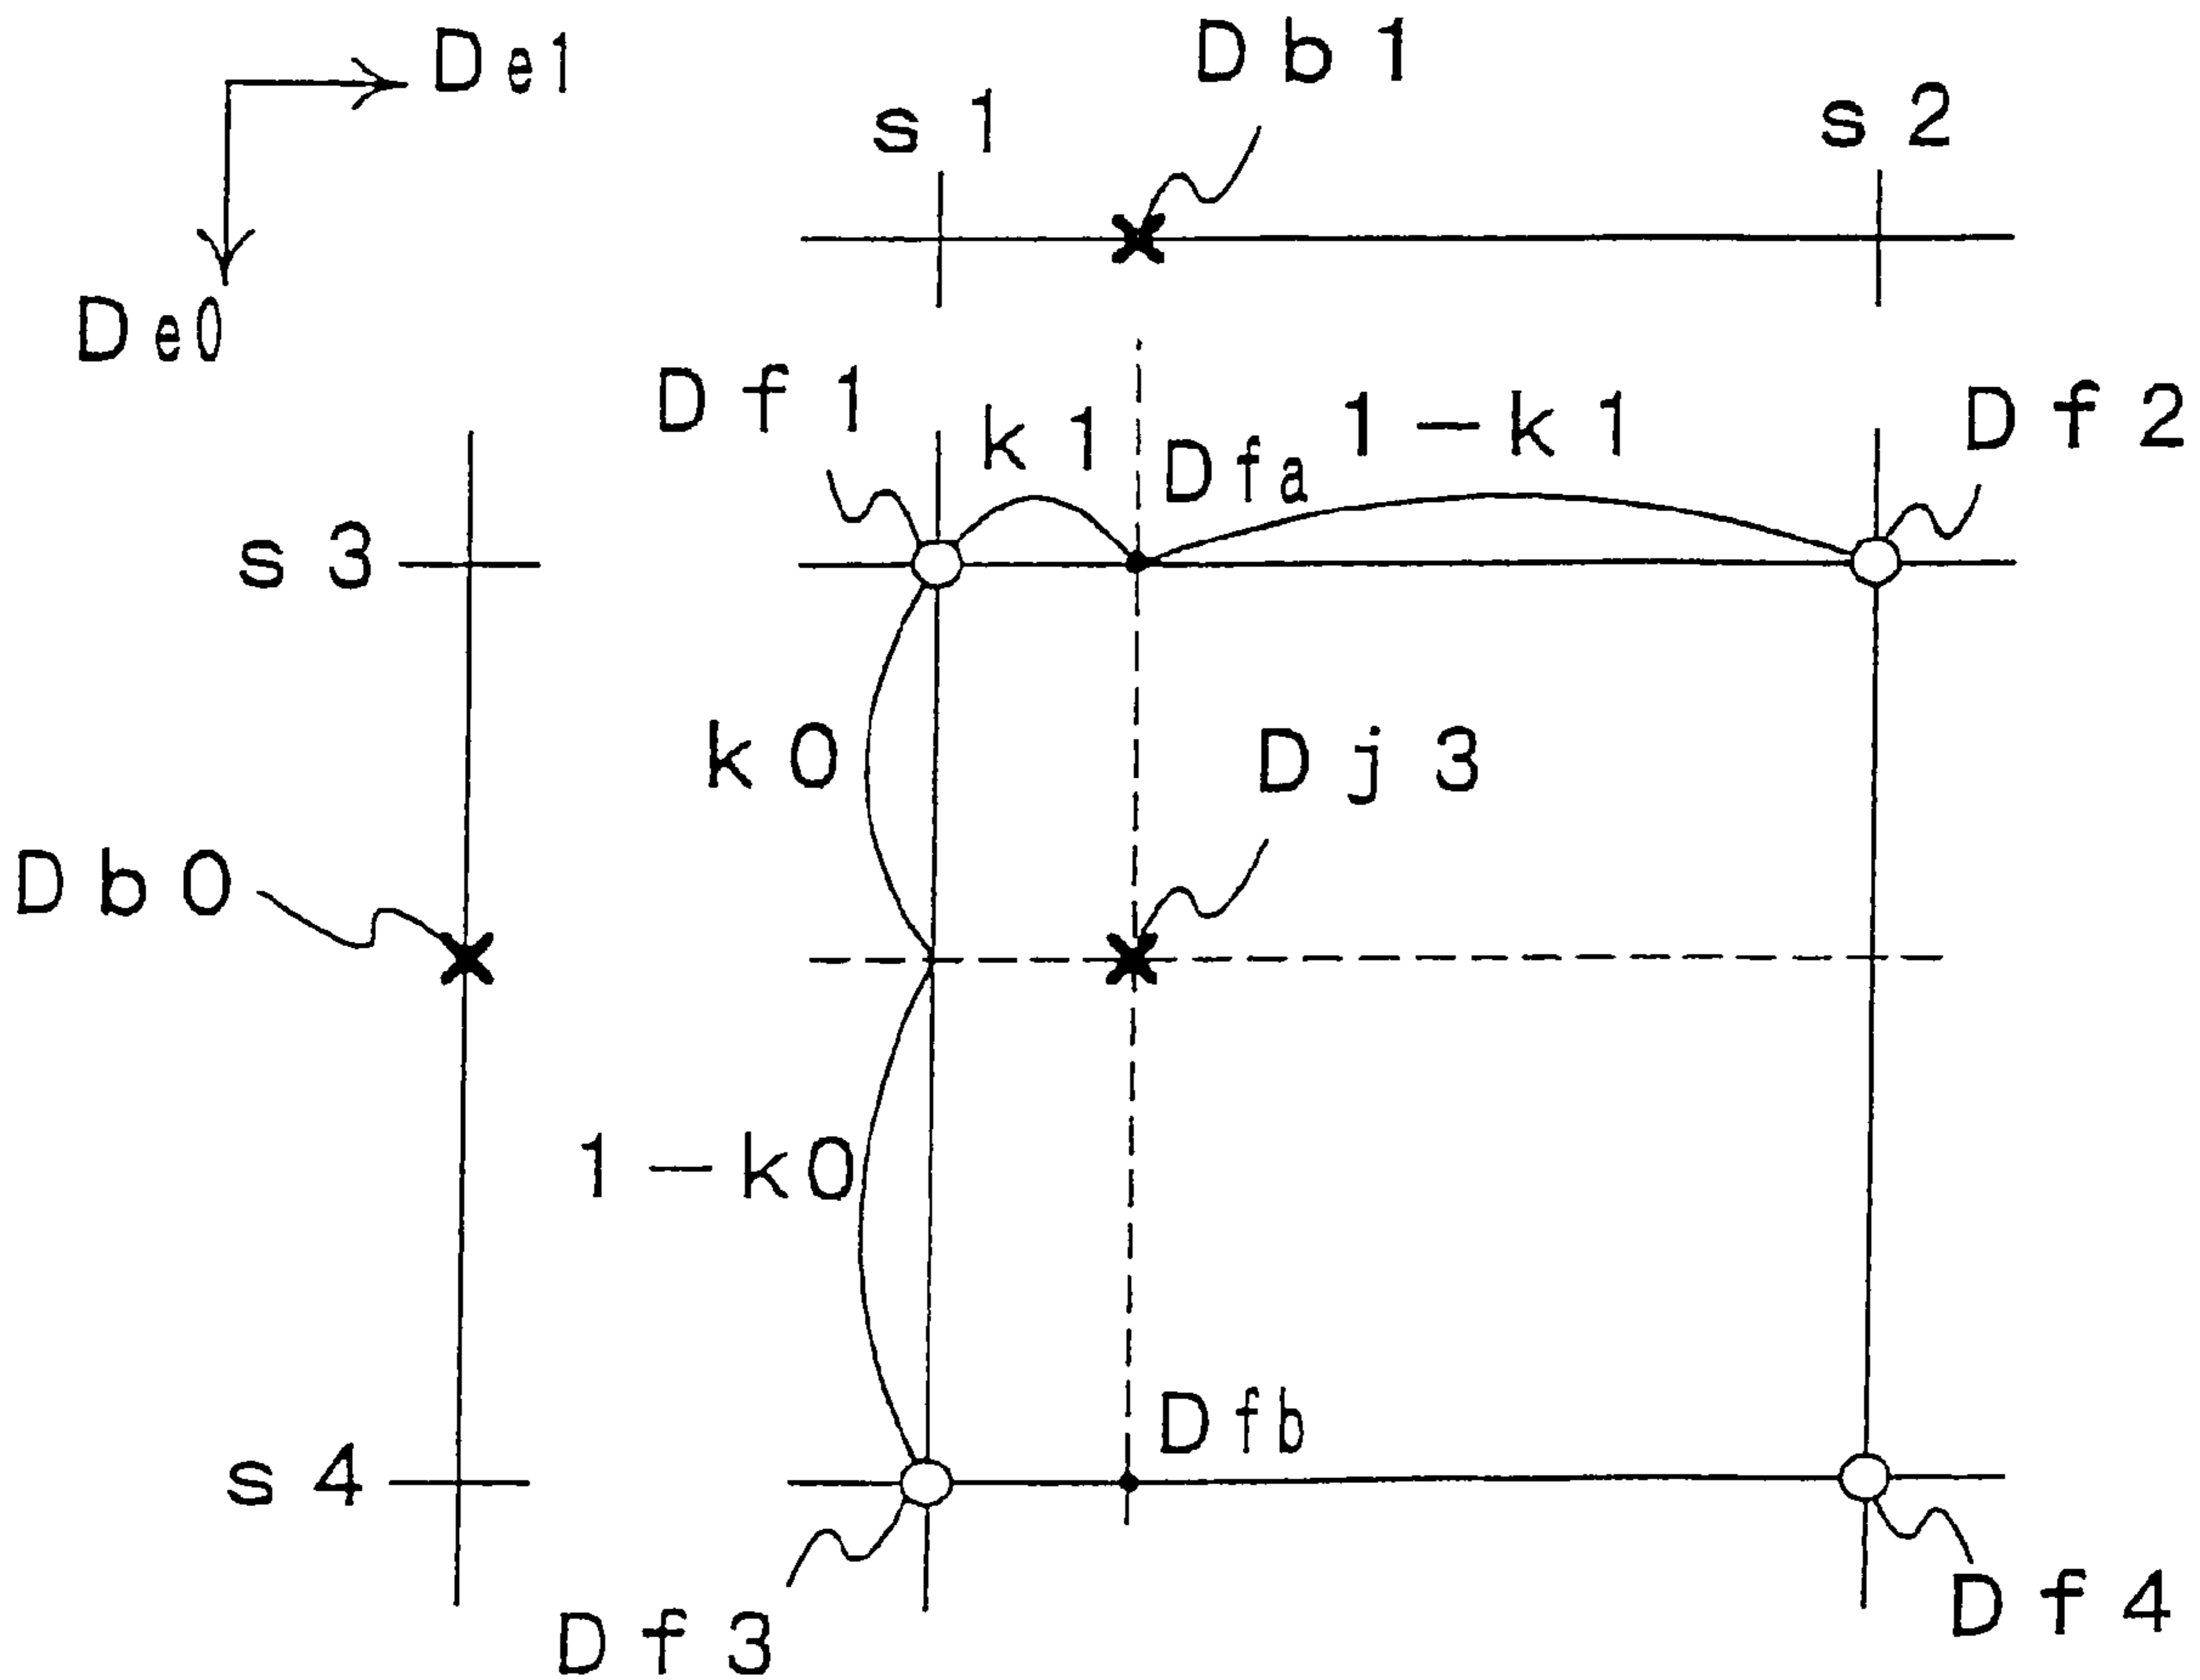 De1
De0
Db1
s1
s2
Df1
k1
Dfa
1-k1
Df2
s3
k0
Dj3
Db0
1-k0
Dfb
s4
Df3
Df4